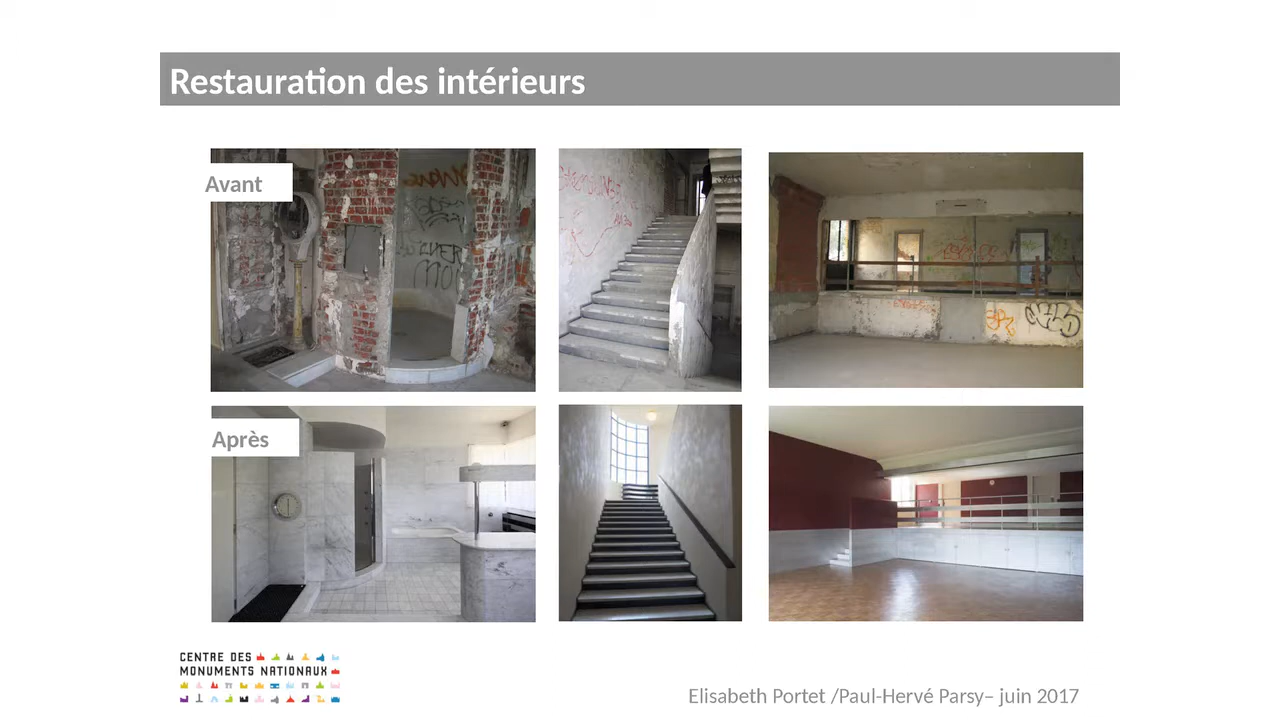 Restauration des intérieurs
Avant
Après
CENTRE DES
MONUMENTS NATIONAUX
Elisabeth Portet /Paul-Hervé Parsy– juin 2017